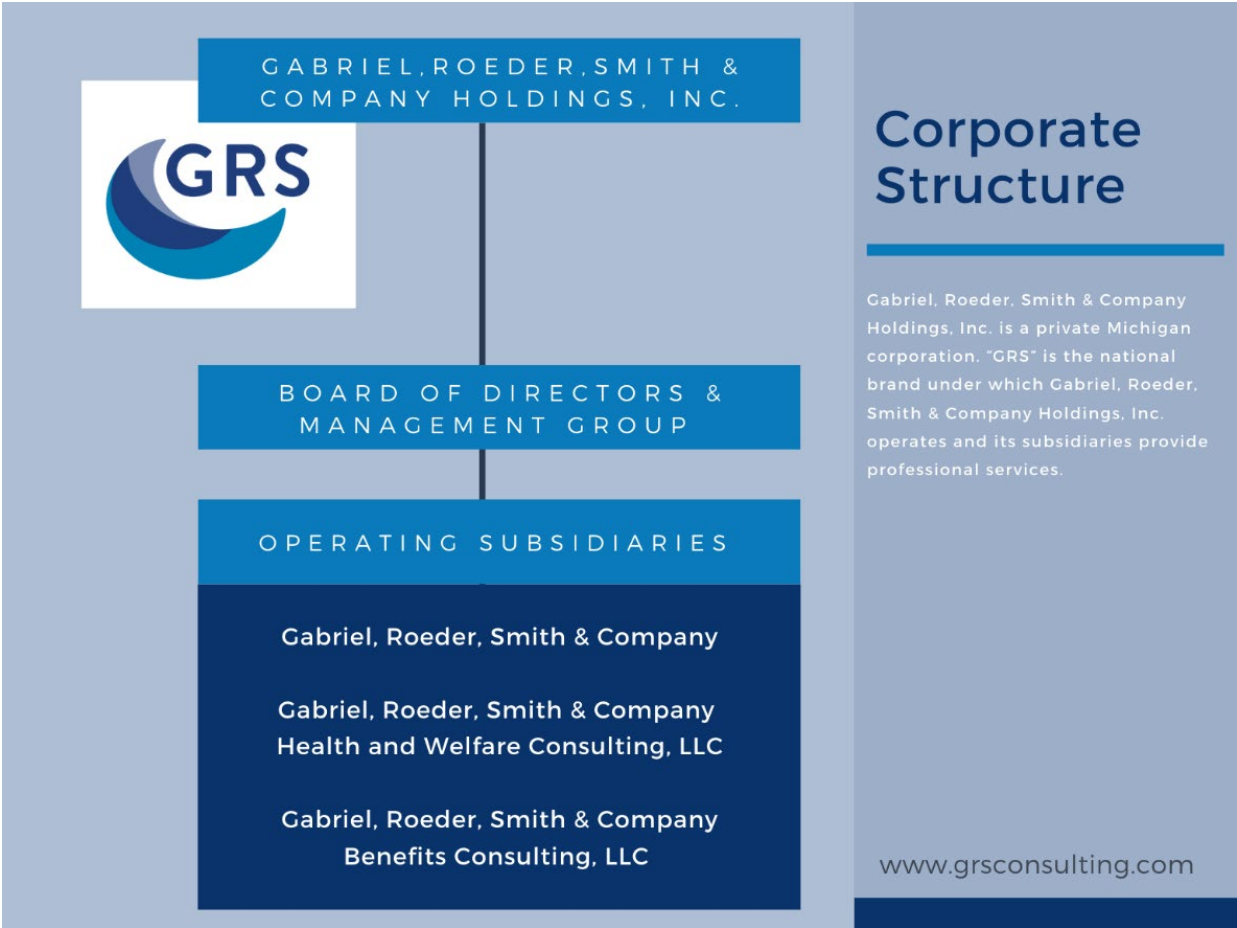 GABRIEL,ROEDER,SMITH &
COMPANY HOLDINGS, INC.
GRS
BOARD OF DIRECTORS &
MANAGEMENT GROUP
OPERATING SUBSIDIARIES
Gabriel, Roeder, Smith & Company
Gabriel, Roeder, Smith & Company
Health and Welfare Consulting, LLC
Gabriel, Roeder, Smith & Company
Benefits Consulting, LLC
Corporate
Structure
Gabriel, Roeder, Smith & Company
Holdings, Inc. is a private Michigan
corporation. "GRS" is the national
brand under which Gabriel, Roeder,
Smith & Company Holdings, Inc.
operates and its subsidiaries provide
professional services.
www.grsconsulting.com